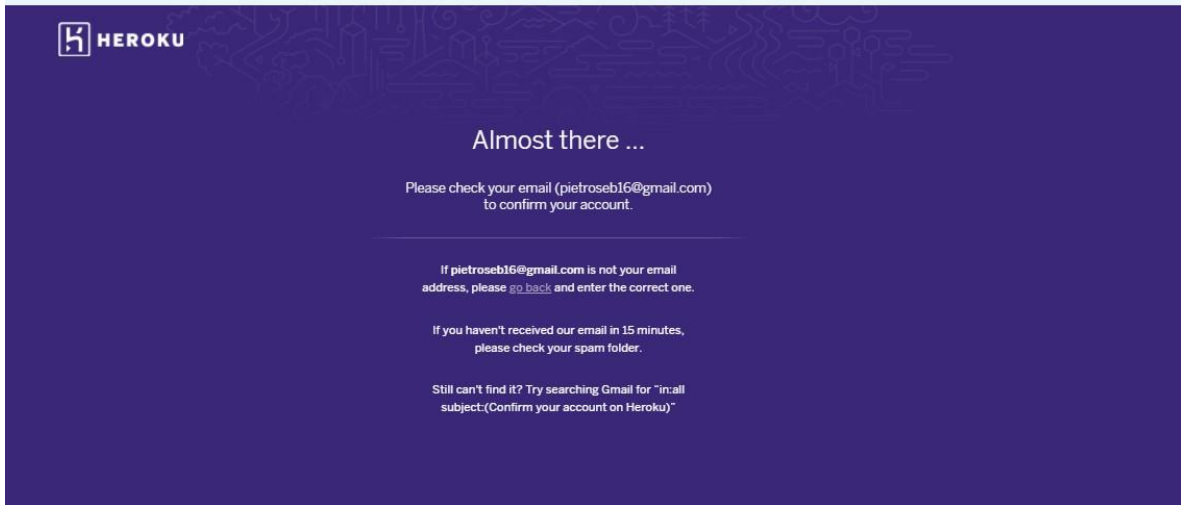 HEROKU
Almost there ...
Please check your email (pietroseb16@gmail.com)
to confirm your account.
If pietroseb16@gmail.com is not your email
address, please go back and enter the correct one.
If you haven't received our email in 15 minutes,
please check your spam folder.
Still can't find it? Try searching Gmail for "in:all
subject:(Confirm your account on Heroku)"